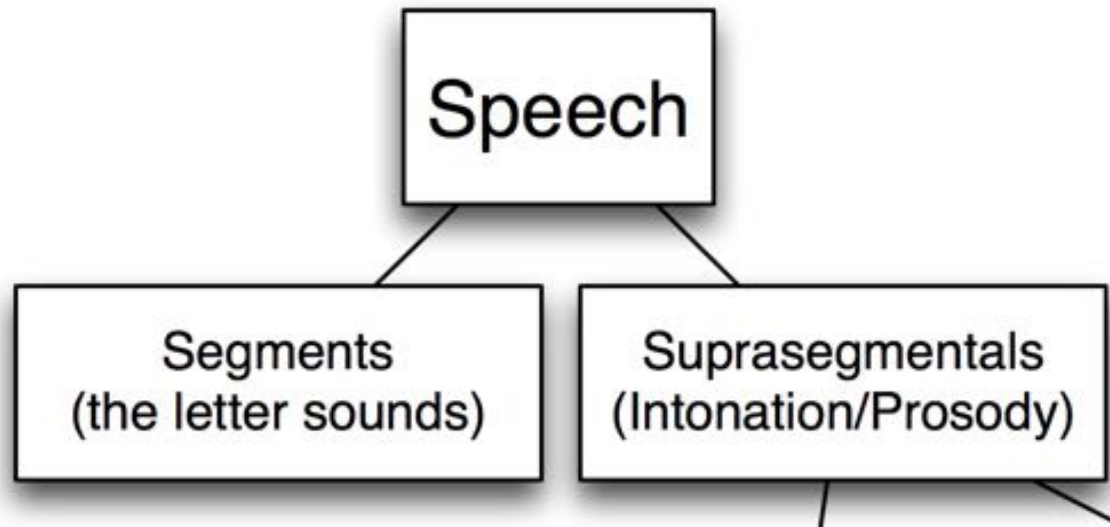 Speech
Segments
(the letter sounds)
Suprasegmentals
(Intonation/Prosody)